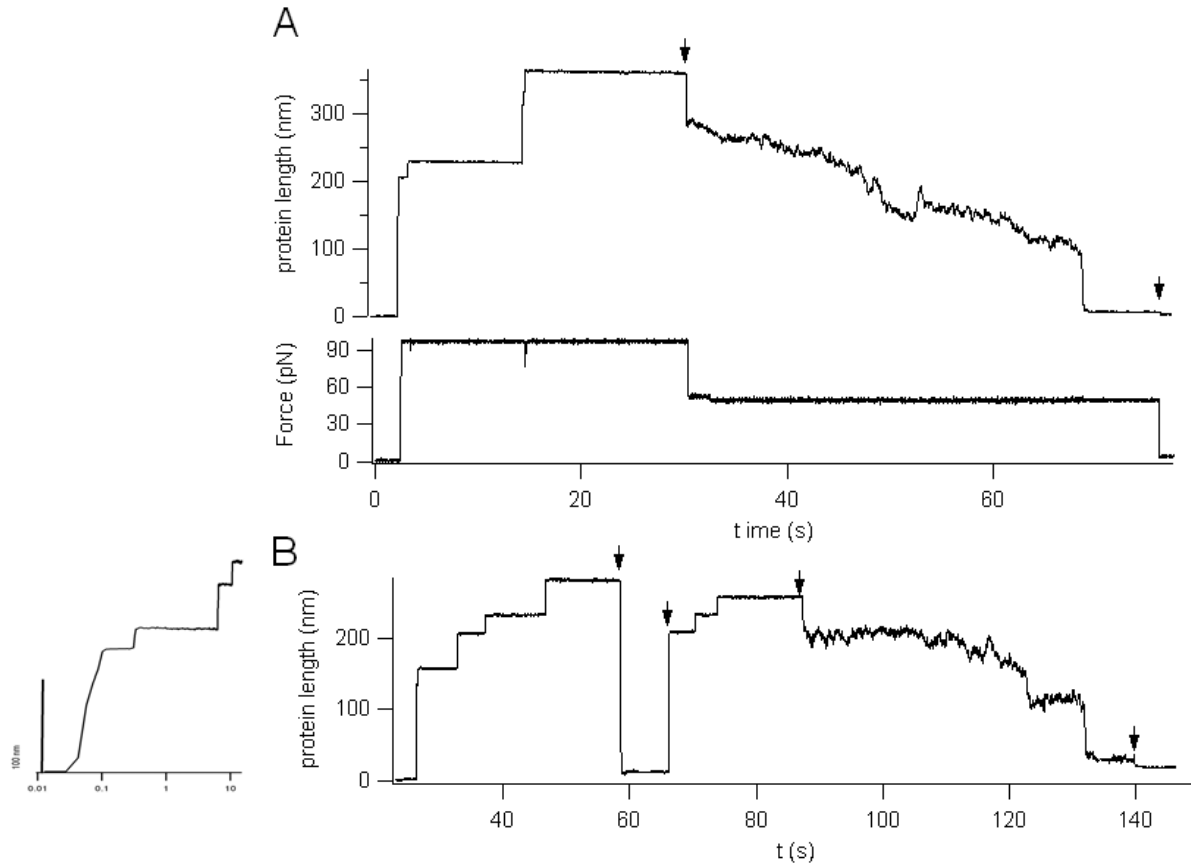 A
protein length (nm)
300
200
100
0
Force (pN)
90
60
30
0
0 20 40 60
t ime (s)
B
protein length (nm)
200
100
0
40 60 80 100 120 140
t (s)
100 nm
0.01 0.1 1 10